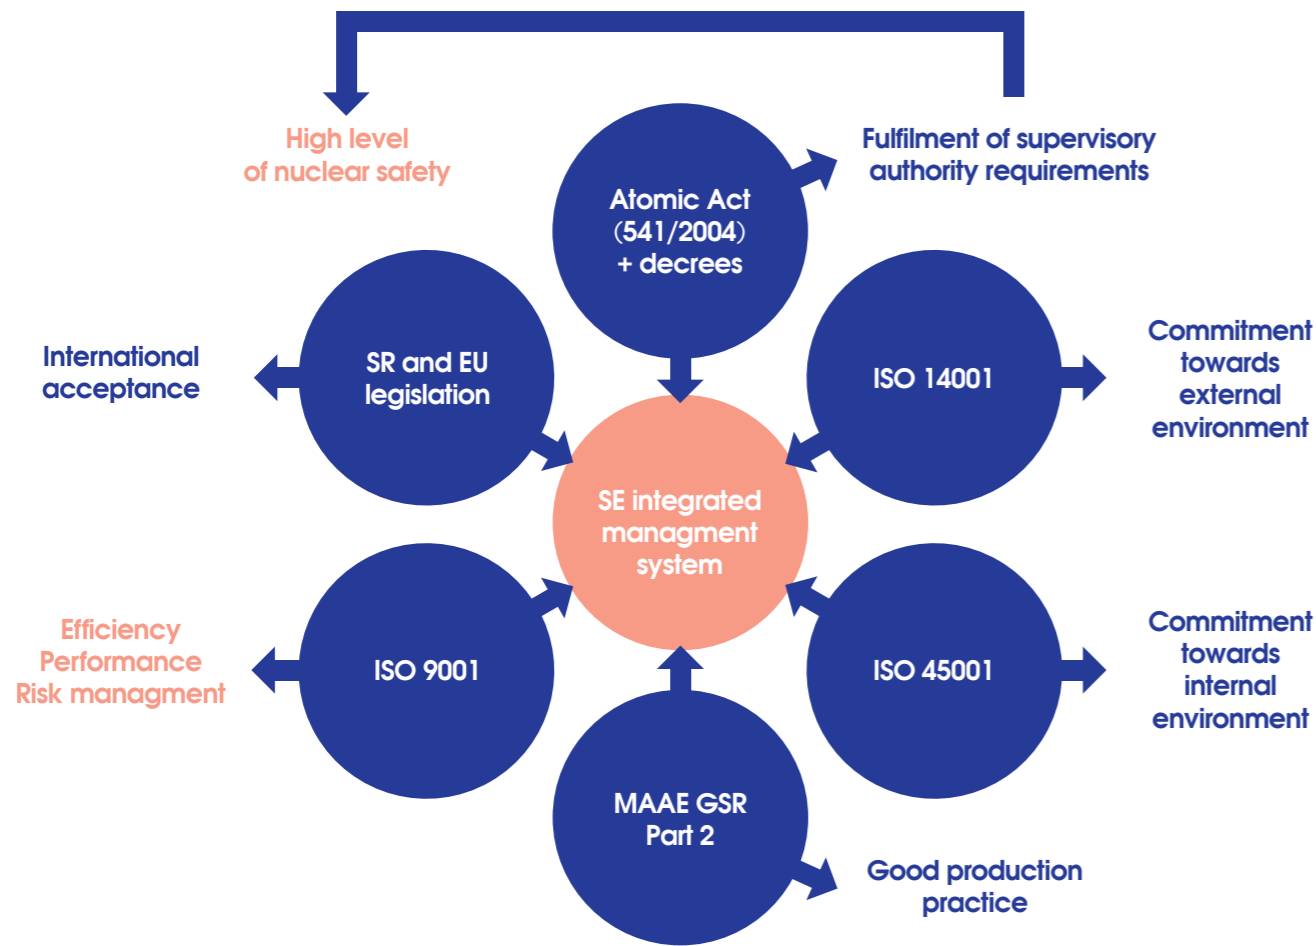 High level
of nuclear safety
Atomic Act
(541/2004)
+ decrees
Fulfilment of supervisory
authority requirements
International
acceptance
SR and EU
legislation
ISO 14001
Commitment
towards
external
environment
SE integrated
managment
system
Efficiency
Performance
Risk managment
ISO 9001
ISO 45001
Commitment
towards
internal
environment
MAAE GSR
Part 2
Good production
practice